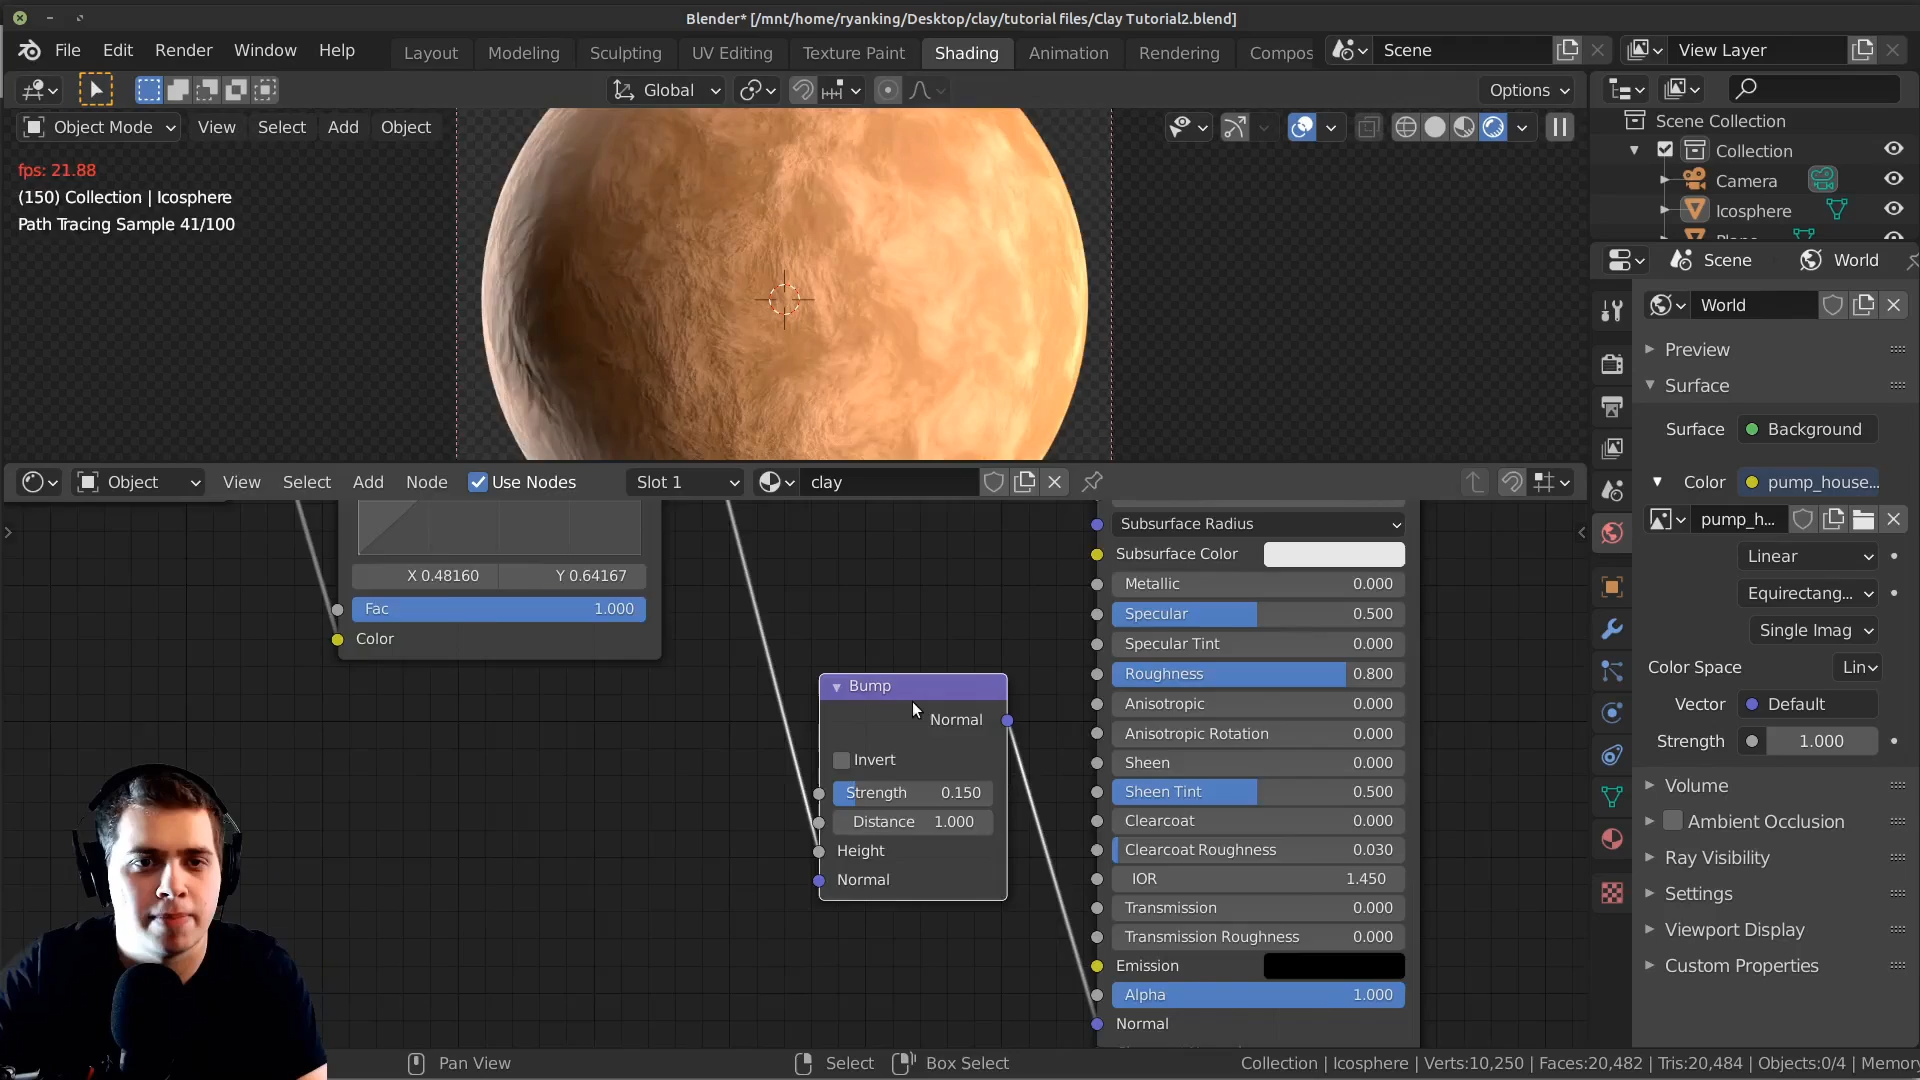 Blender* [/mnt/home/ryanking/Desktop/clay/tutorial files/Clay Tutorial2.blend]
File Edit Render Window Help
Layout Modeling Sculpting UV Editing Texture Paint Shading Animation Rendering Compos
Scene
View Layer
Global
Options
Object Mode View Select Add Object
fps: 21.88
(150) Collection | Icosphere
Path Tracing Sample 41/100
Scene Collection
Collection
Camera
Icosphere
Scene World
World
Preview
Surface
Surface Background
Color pump_house...
pump_h...
Linear
Equirectang...
Single Imag
Color Space Lin
Vector Default
Strength 1.000
Volume
Ambient Occlusion
Ray Visibility
Settings
Viewport Display
Custom Properties
Object View Select Add Node Use Nodes Slot 1 clay
X 0.48160 Y 0.64167
Fac 1.000
Color
Bump
Normal
Invert
Strength 0.150
Distance 1.000
Height
Normal
Subsurface Radius
Subsurface Color
Metallic 0.000
Specular 0.500
Specular Tint 0.000
Roughness 0.800
Anisotropic 0.000
Anisotropic Rotation 0.000
Sheen 0.000
Sheen Tint 0.500
Clearcoat 0.000
Clearcoat Roughness 0.030
IOR 1.450
Transmission 0.000
Transmission Roughness 0.000
Emission
Alpha 1.000
Normal
Pan View
Select
Box Select
Collection | Icosphere | Verts:10,250 | Faces:20,482 | Tris:20,484 | Objects:0/4 | Memor